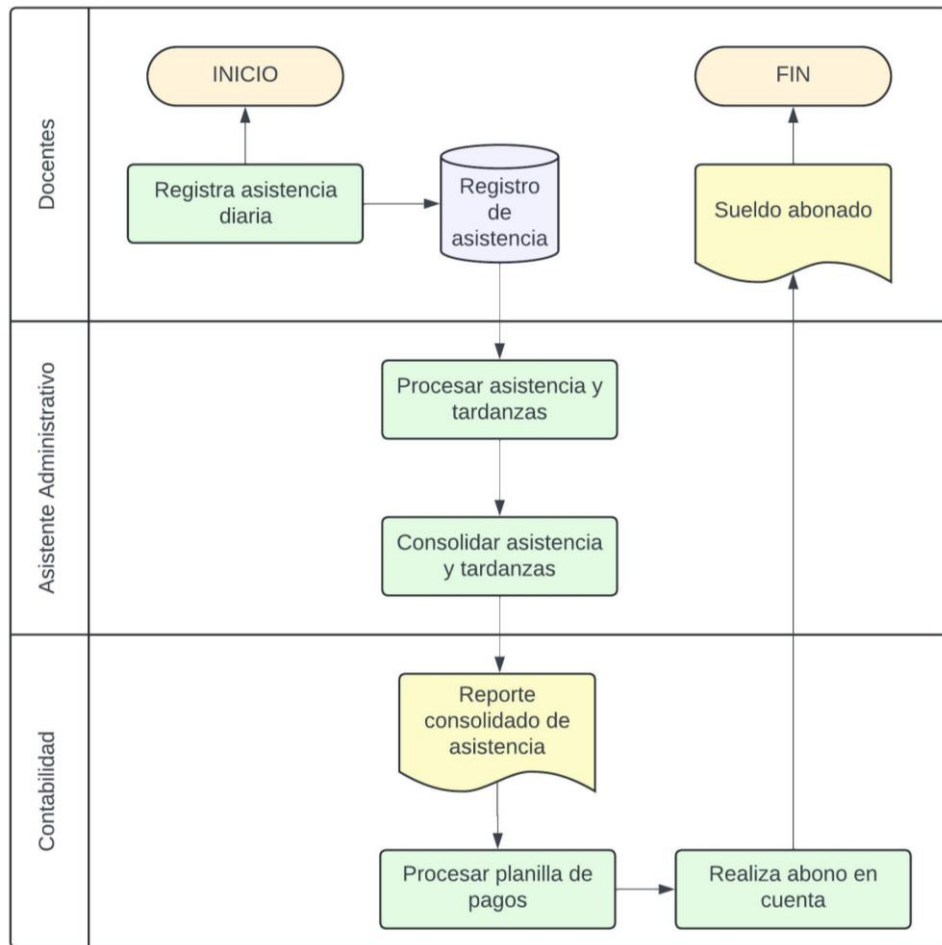 Docentes
INICIO
FIN
Registra asistencia
diaria
Registro
de
asistencia
Sueldo abonado
Asistente Administrativo
Procesar asistencia y
tardanzas
Consolidar asistencia
y tardanzas
Contabilidad
Reporte
consolidado de
asistencia
Procesar planilla de
pagos
Realiza abono en
cuenta